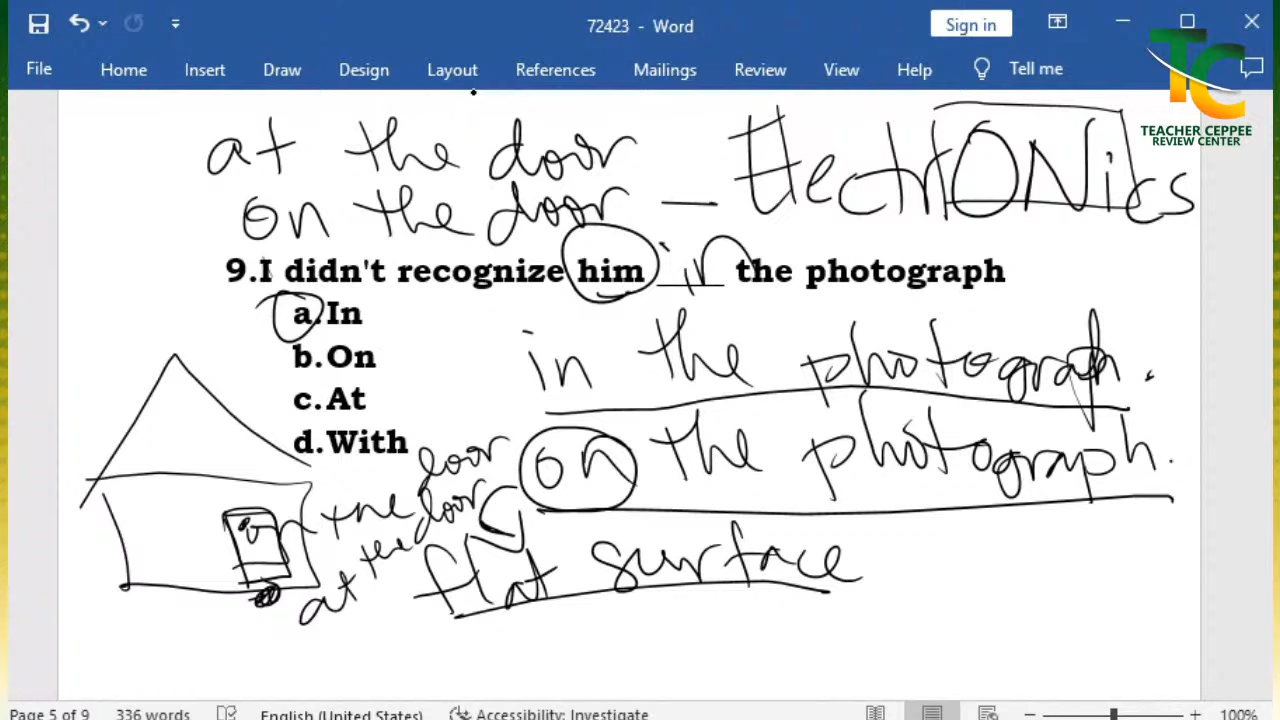 72423 - Word
Sign in
File Home Insert Draw Design Layout References Mailings Review View Help Tell me
TC
TEACHER CEPPEE
REVIEW CENTER
at the door
on the door — ElectrONics
9.I didn't recognize him in the photograph
a.In
b.On
c.At
d.With
in the photograph.
on the photograph.
on the door
at the door
flat surface
Page 5 of 9 336 words English (United States) Accessibility: Investigate 100%